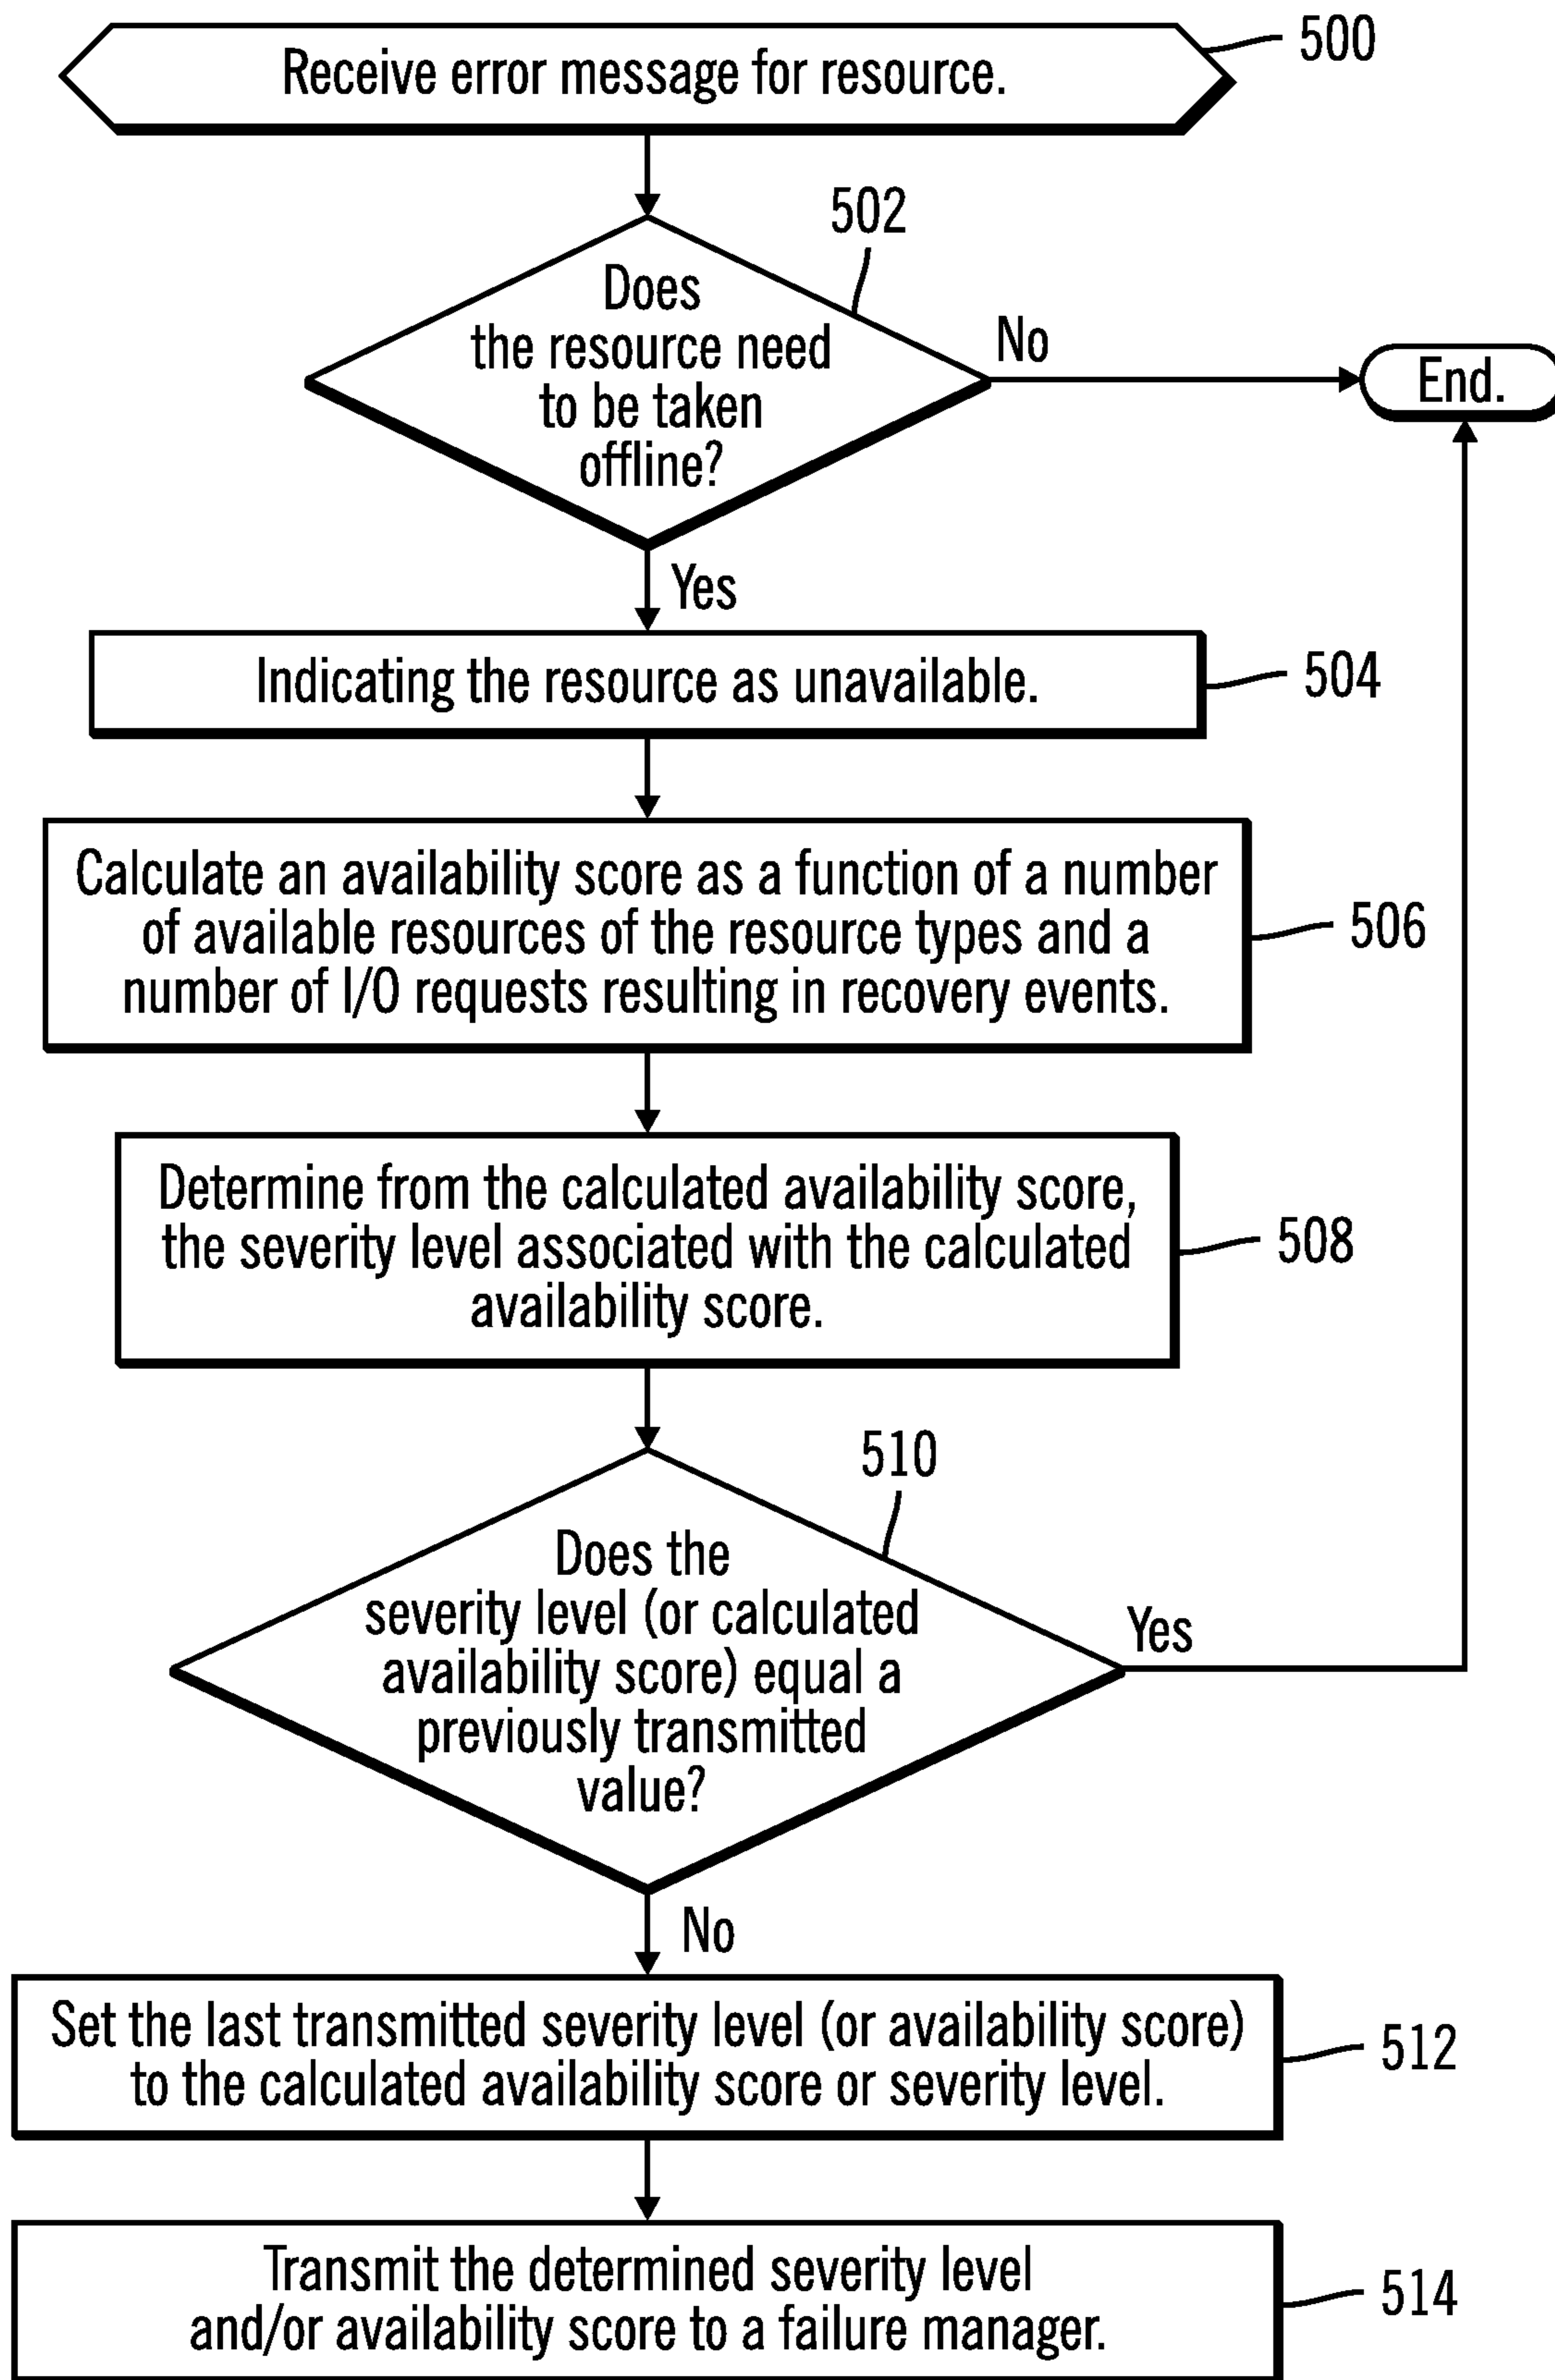 Receive error message for resource.
500
502
Does
the resource need
to be taken
offline?
No
End.
Yes
Indicating the resource as unavailable.
504
Calculate an availability score as a function of a number
of available resources of the resource types and a
number of I/O requests resulting in recovery events.
506
Determine from the calculated availability score,
the severity level associated with the calculated
availability score.
508
510
Does the
severity level (or calculated
availability score) equal a
previously transmitted
value?
Yes
No
Set the last transmitted severity level (or availability score)
to the calculated availability score or severity level.
512
Transmit the determined severity level
and/or availability score to a failure manager.
514